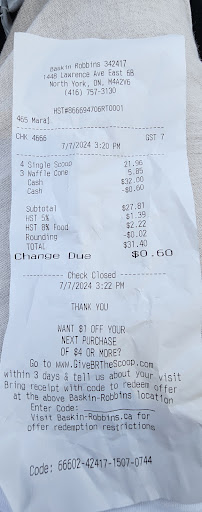 Baskin-Robbins 342417
1448 Lawrence Ave East 6B
North York, ON, M4A2V6
(416) 757-3130
HST#866694706RT0001
465 Maral
CHK 4666 GST 7
7/7/2024 3:20 PM
4 Single Scoop 21.96
3 Waffle Cone 5.85
Cash $32.00
Cash -$0.60
Subtotal $27.81
HST 5% $1.39
HST 8% Food $2.22
Rounding -$0.02
TOTAL $31.40
Change Due $0.60
Check Closed
7/7/2024 3:22 PM
THANK YOU
WANT $1 OFF YOUR
NEXT PURCHASE
OF $4 OR MORE?
Go to www.GiveBRTheScoop.com
within 3 days & tell us about your visit
Bring receipt with code to redeem offer
at the above Baskin-Robbins location
Enter Code:
Visit Baskin-Robbins.ca for
offer redemption restrictions
Code: 66602-42417-1507-0744